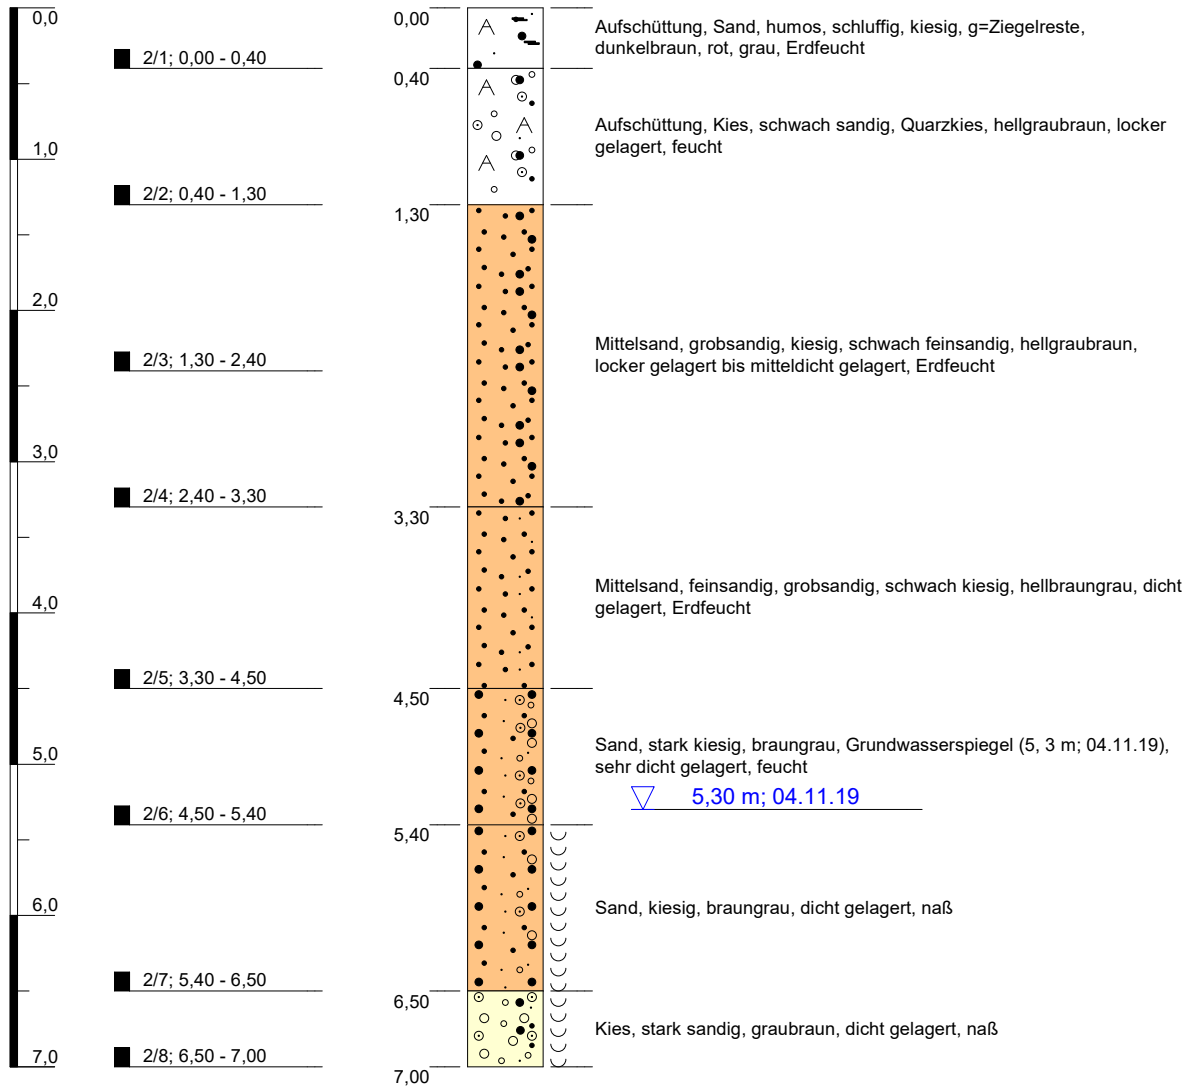 0,0
0,00
Aufschüttung, Sand, humos, schluffig, kiesig, g=Ziegelreste,
dunkelbraun, rot, grau, Erdfeucht
2/1; 0,00 - 0,40
0,40
Aufschüttung, Kies, schwach sandig, Quarzkies, hellgraubraun, locker
gelagert, feucht
1,0
2/2; 0,40 - 1,30
1,30
2,0
Mittelsand, grobsandig, kiesig, schwach feinsandig, hellgraubraun,
locker gelagert bis mitteldicht gelagert, Erdfeucht
2/3; 1,30 - 2,40
3,0
2/4; 2,40 - 3,30
3,30
Mittelsand, feinsandig, grobsandig, schwach kiesig, hellbraungrau, dicht
gelagert, Erdfeucht
4,0
2/5; 3,30 - 4,50
4,50
5,0
Sand, stark kiesig, braungrau, Grundwasserspiegel (5, 3 m; 04.11.19),
sehr dicht gelagert, feucht
5,30 m; 04.11.19
2/6; 4,50 - 5,40
5,40
6,0
Sand, kiesig, braungrau, dicht gelagert, naß
2/7; 5,40 - 6,50
6,50
Kies, stark sandig, graubraun, dicht gelagert, naß
7,0
2/8; 6,50 - 7,00
7,00